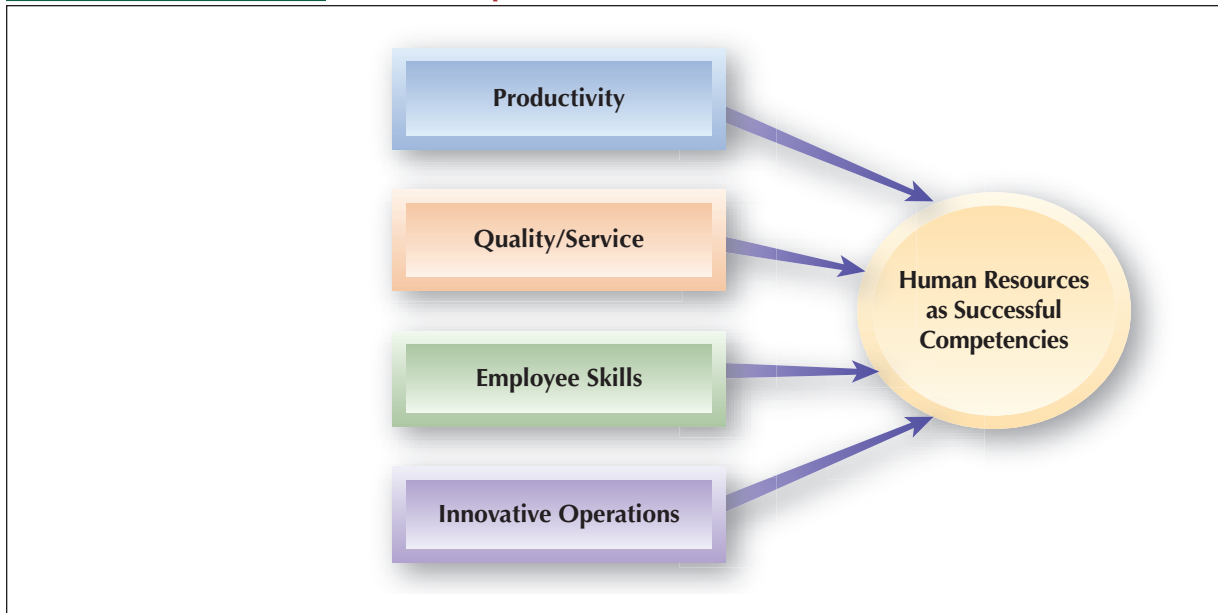 Productivity
Quality/Service
Employee Skills
Innovative Operations
Human Resources
as Successful
Competencies